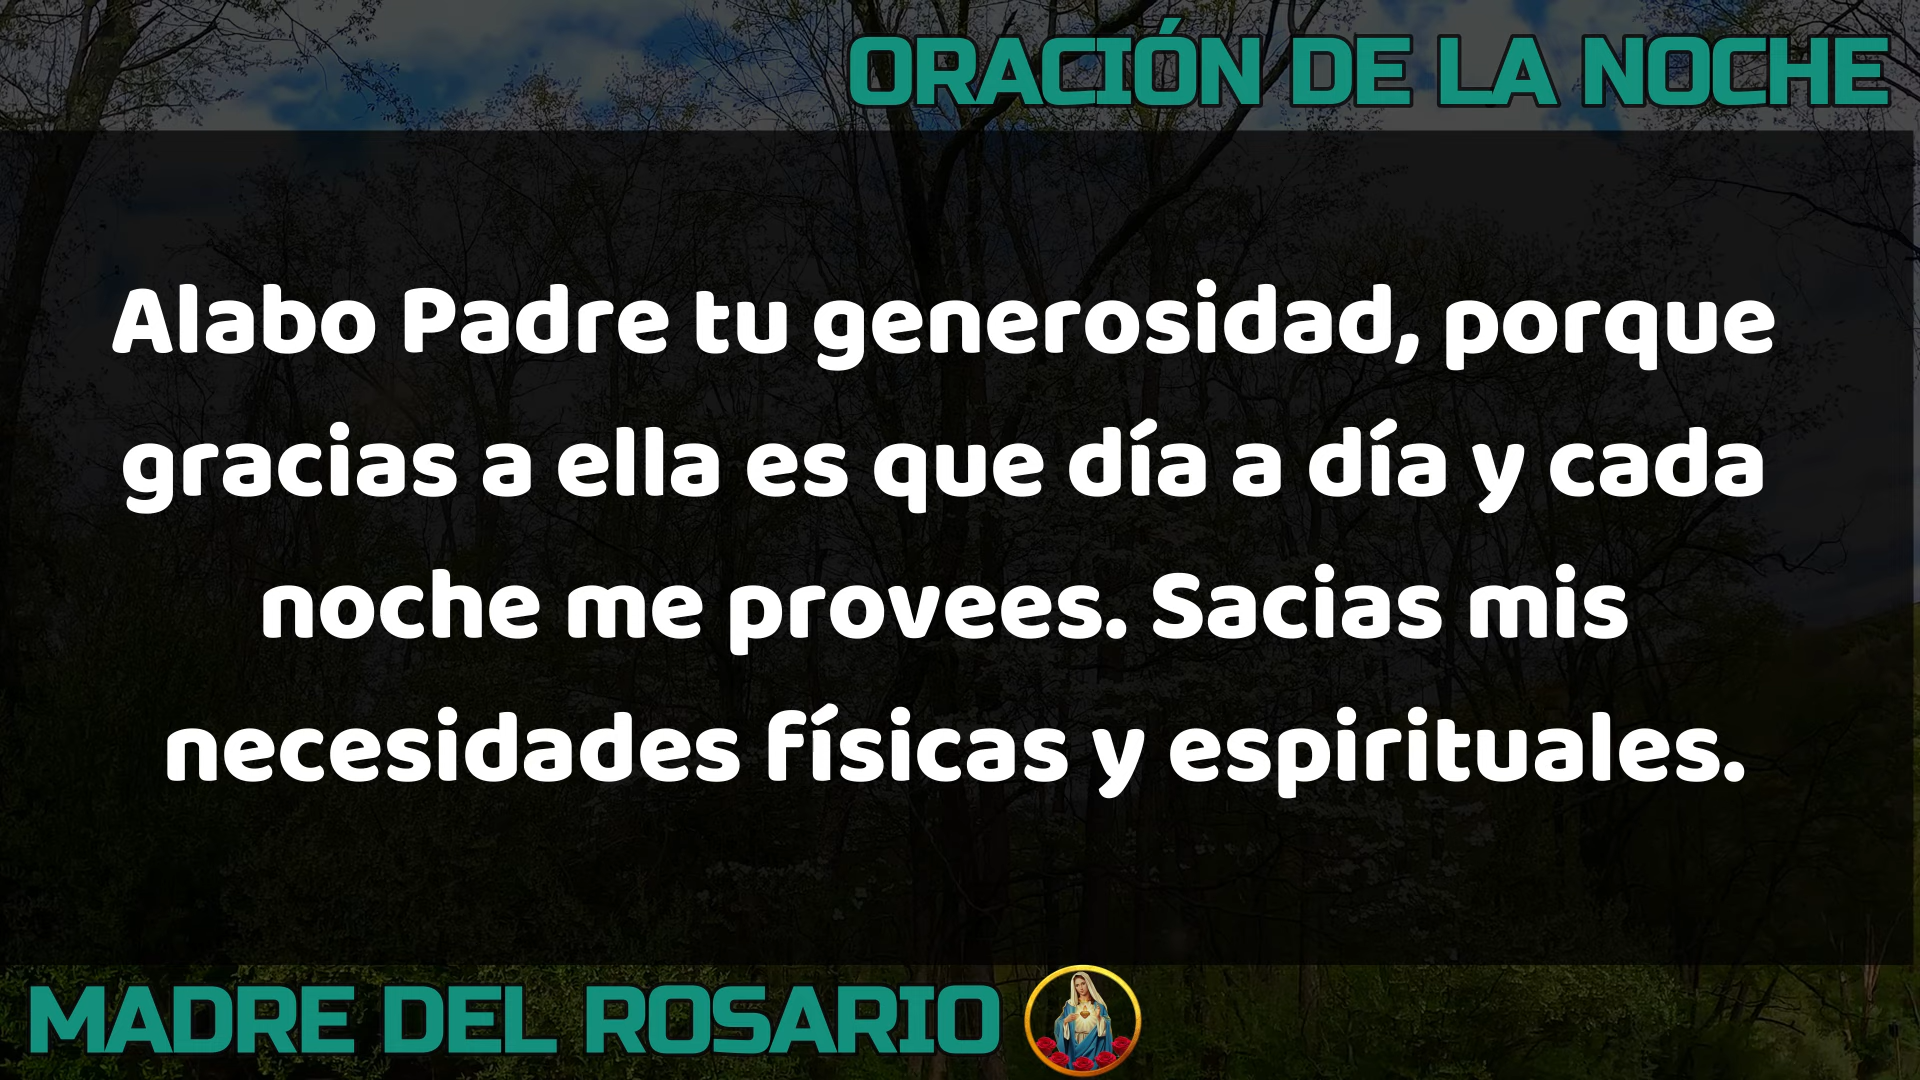 ORACIÓN DE LA NOCHE
Alabo Padre tu generosidad, porque
gracias a ella es que día a día y cada
noche me provees. Sacias mis
necesidades físicas y espirituales.
MADRE DEL ROSARIO